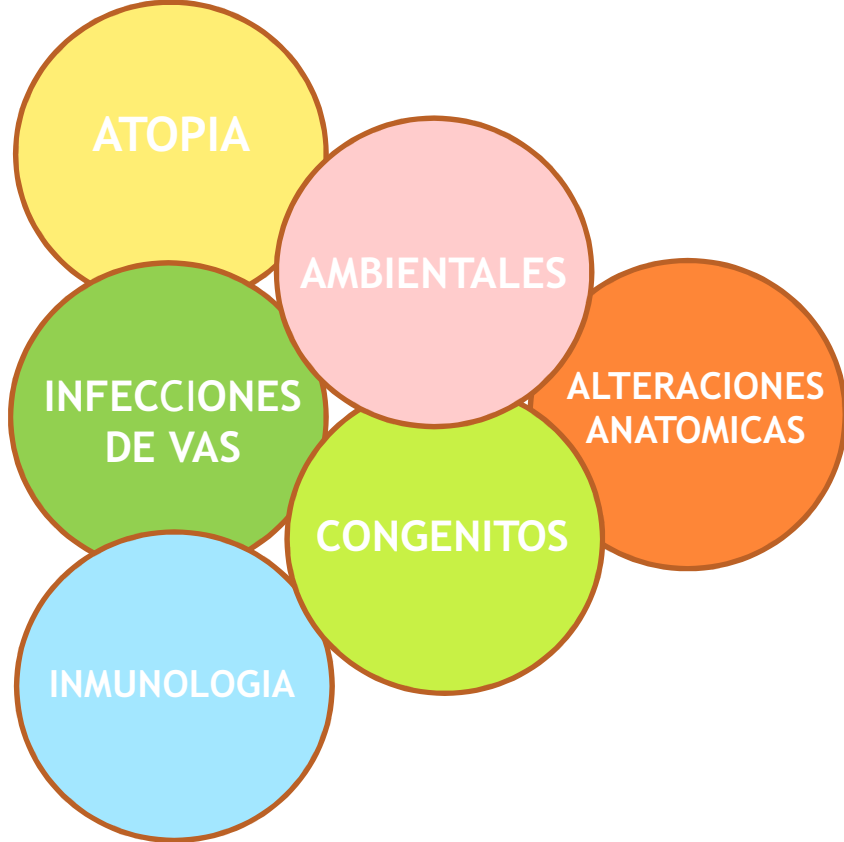 ATOPIA
AMBIENTALES
INFECCIONES
DE VAS
ALTERACIONES
ANATOMICAS
CONGENITOS
INMUNOLOGIA